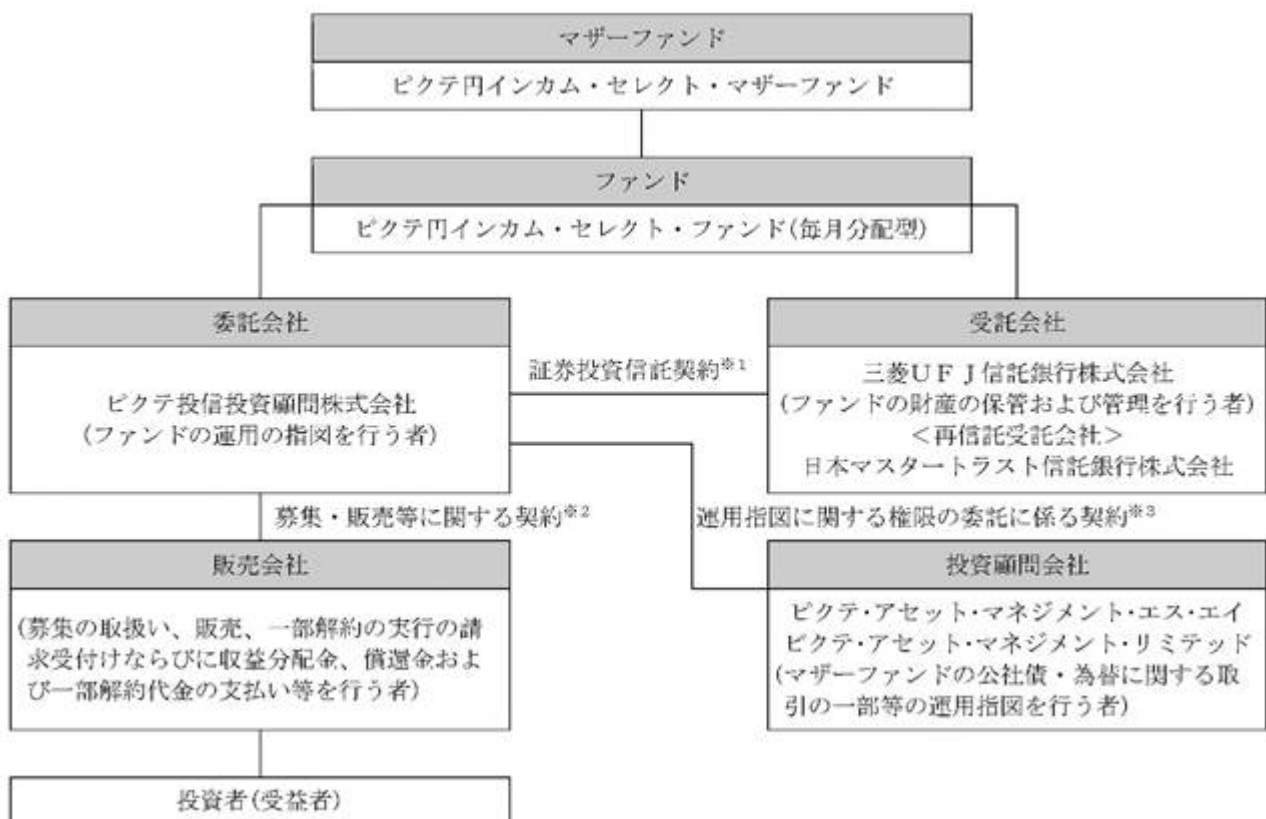 マザーファンド
ピクテ円インカム・セレクト・マザーファンド
ファンド
ピクテ円インカム・セレクト・ファンド(毎月分配型)
委託会社
ピクテ投信投資顧問株式会社
(ファンドの運用の指図を行う者)
証券投資信託契約※1
受託会社
三菱UFJ信託銀行株式会社
(ファンドの財産の保管および管理を行う者)
<再信託受託会社>
日本マスタートラスト信託銀行株式会社
募集・販売等に関する契約※2
運用指図に関する権限の委託に係る契約※3
販売会社
(募集の取扱い、販売、一部解約の実行の請
求受付けならびに収益分配金、償還金およ
び一部解約代金の支払い等を行う者)
投資顧問会社
ピクテ・アセット・マネジメント・エス・エイ
ピクテ・アセット・マネジメント・リミテッド
(マザーファンドの公社債・為替に関する取
引の一部等の運用指図を行う者)
投資者(受益者)